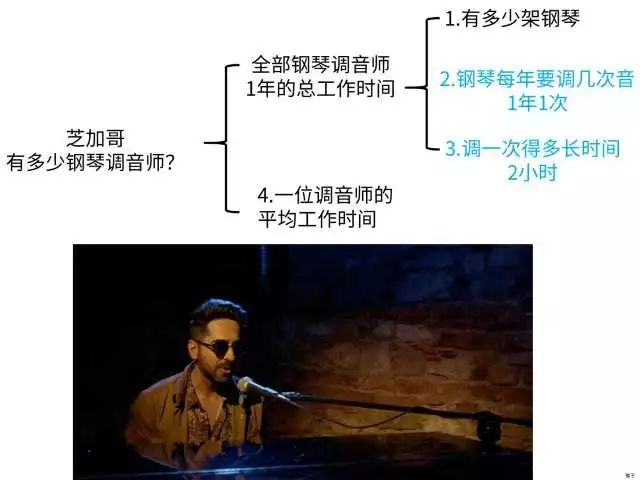 芝加哥
有多少钢琴调音师?
全部钢琴调音师
1年的总工作时间
1.有多少架钢琴
2.钢琴每年要调几次音
1年1次
3.调一次得多长时间
2小时
4.一位调音师的
平均工作时间